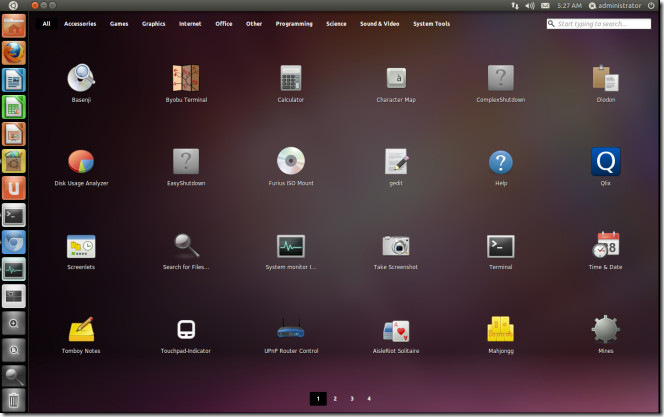 5:27 AM administrator
All Accessories Games Graphics Internet Office Other Programming Science Sound & Video System Tools Start typing to search...
Basenji Byobu Terminal Calculator Character Map ComplexShutdown Diodon
Disk Usage Analyzer EasyShutdown Furius ISO Mount gedit Help Qlix
Screenlets Search for Files... System monitor I... Take Screenshot Terminal Time & Date
Tomboy Notes Touchpad-Indicator UPnP Router Control AisleRiot Solitaire Mahjongg Mines
1 2 3 4